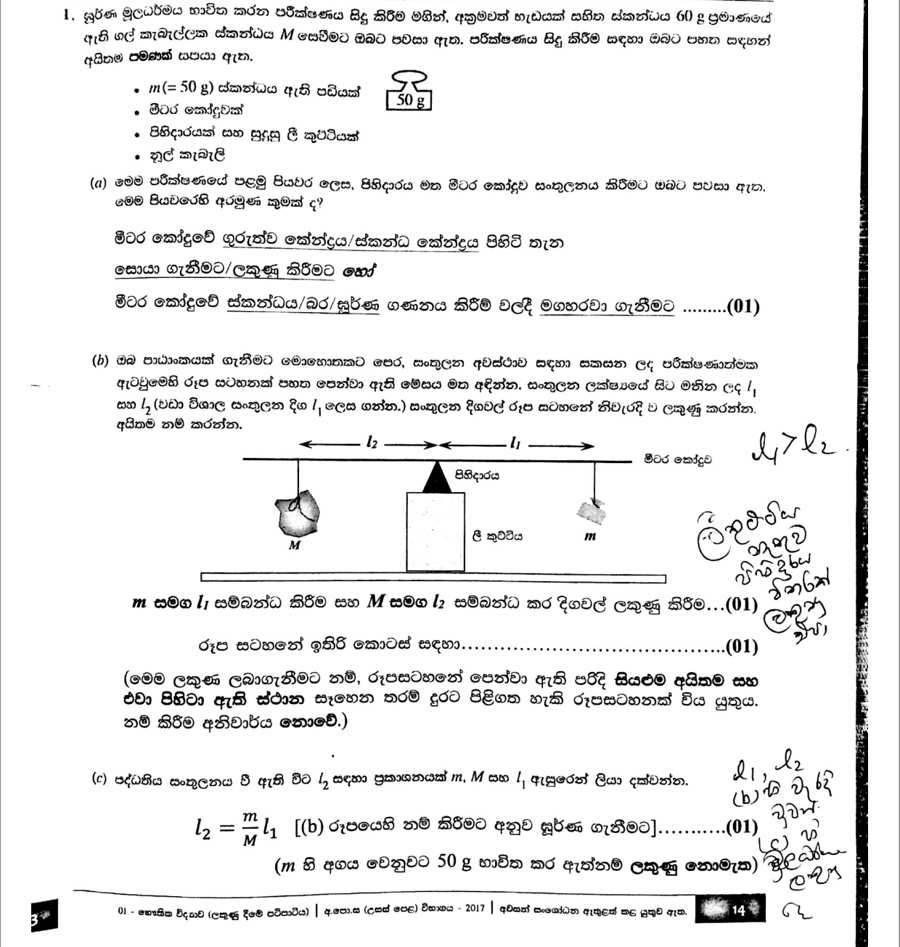 1. ඝූර්ණ මූලධර්මය භාවිත කරන පරීක්ෂණයක් සිදු කිරීම මගින්, අක්‍රමවත් හැඩයක් සහිත ස්කන්ධය 60 g ප්‍රමාණයේ
ඇති ගල් කැබැල්ලක ස්කන්ධය M සෙවීමට ඔබට පවසා ඇත. පරීක්ෂණය සිදු කිරීම සඳහා ඔබට පහත සඳහන්
අයිතම පමණක් සපයා ඇත.
• m(= 50 g) ස්කන්ධය ඇති පඩියක්
50 g
• මීටර කෝදුවක්
• පිහිදාරයක් සහ සුදුසු ලී කුට්ටියක්
• නූල් කැබලි
(a) මෙම පරීක්ෂණයේ පළමු පියවර ලෙස, පිහිදාරය මත මීටර කෝදුව සංතුලනය කිරීමට ඔබට පවසා ඇත.
මෙම පියවරෙහි අරමුණ කුමක් ද?
මීටර කෝදුවේ ගුරුත්ව කේන්ද්‍රය/ස්කන්ධ කේන්ද්‍රය පිහිටි තැන
සොයා ගැනීමට/ලකුණු කිරීමට හෝ
මීටර කෝදුවේ ස්කන්ධය/බර/ඝූර්ණ ගණනය කිරීම් වලදී මගහරවා ගැනීමට .........(01)
(b) ඔබ පාඨාංකයක් ගැනීමට මොහොතකට පෙර, සංතුලන අවස්ථාව සඳහා සකසන ලද පරීක්ෂණාත්මක
ඇටවුමෙහි රූප සටහනක් පහත පෙන්වා ඇති මේසය මත අඳින්න. සංතුලන ලක්ෂ්‍යයේ සිට මනින ලද l1
සහ l2 (වඩා විශාල සංතුලන දිග l1 ලෙස ගන්න.) සංතුලන දිගවල් රූප සටහනේ නිවැරදි ව ලකුණු කරන්න.
අයිතම නම් කරන්න.
l2 l1
l1 > l2
මීටර කෝදුව
පිහිදාරය
ලී කුට්ටිය
M
m
m සමග l1 සම්බන්ධ කිරීම සහ M සමග l2 සම්බන්ධ කර දිගවල් ලකුණු කිරීම...(01)
රූප සටහනේ ඉතිරි කොටස් සඳහා.......................................(01)
(මෙම ලකුණ ලබාගැනීමට නම්, රූපසටහනේ පෙන්වා ඇති පරිදි සියළුම අයිතම සහ
ඒවා පිහිටා ඇති ස්ථාන සෑහෙන තරම් දුරට පිළිගත හැකි රූපසටහනක් විය යුතුය.
නම් කිරීම අනිවාර්ය නොවේ.)
(c) පද්ධතිය සංතුලනය වී ඇති විට l2 සඳහා ප්‍රකාශනයක් m, M සහ l1 ඇසුරෙන් ලියා දක්වන්න.
l1, l2
l2 = m/M l1 [(b) රූපයෙහි නම් කිරීමට අනුව ඝූර්ණ ගැනීමට]...........(01)
(m හි අගය වෙනුවට 50 g භාවිත කර ඇත්නම් ලකුණු නොමැත)
01 - භෞතික විද්‍යාව (ලකුණු දීමේ පටිපාටිය) | අ.පො.ස (උසස් පෙළ) විභාගය - 2017 | අවසන් සංශෝධන ඇතුළත් කළ යුතුව ඇත.
14
3